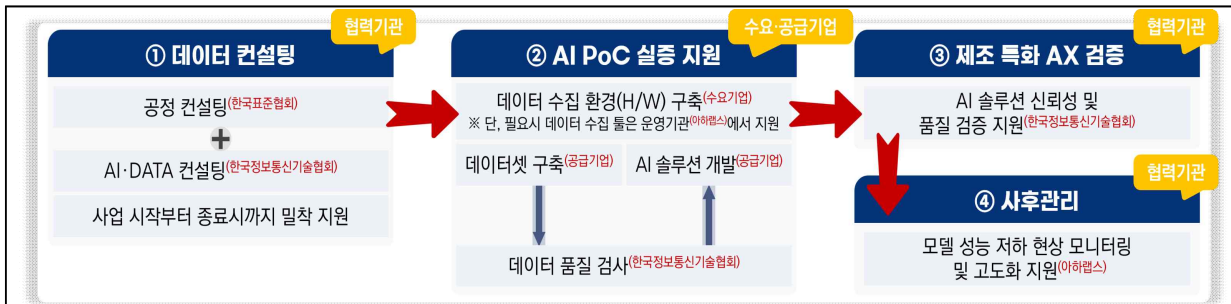 협력기관
① 데이터 컨설팅
공정 컨설팅(한국표준협회)
+
AI·DATA 컨설팅(한국정보통신기술협회)
사업 시작부터 종료시까지 밀착 지원
수요·공급기업
② AI PoC 실증 지원
데이터 수집 환경(H/W) 구축(수요기업)
※ 단, 필요시 데이터 수집 툴은 운영기관(아하랩스)에서 지원
데이터셋 구축(공급기업)
AI 솔루션 개발(공급기업)
데이터 품질 검사(한국정보통신기술협회)
협력기관
③ 제조 특화 AX 검증
AI 솔루션 신뢰성 및
품질 검증 지원(한국정보통신기술협회)
협력기관
④ 사후관리
모델 성능 저하 현상 모니터링
및 고도화 지원(아하랩스)